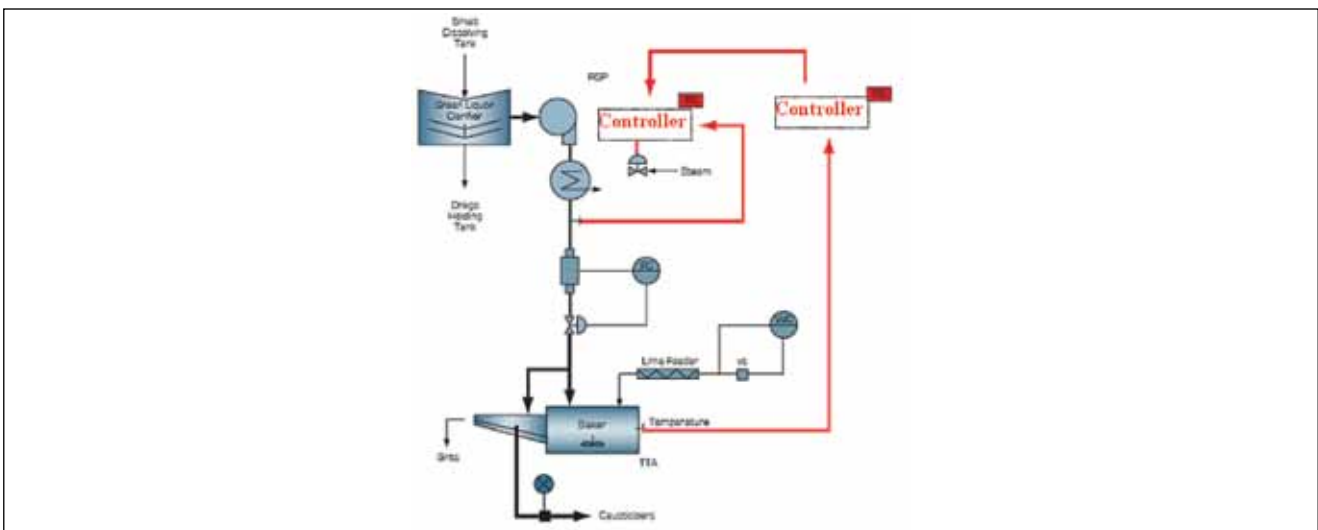 Smelt
Dissolving
Tank
Green Liquor
Clarifier
RSP
Controller
Controller
Steam
Dregs
Holding
Tank
Lime Feeder
Slaker
Temperature
Grits
TTA
Causticizers